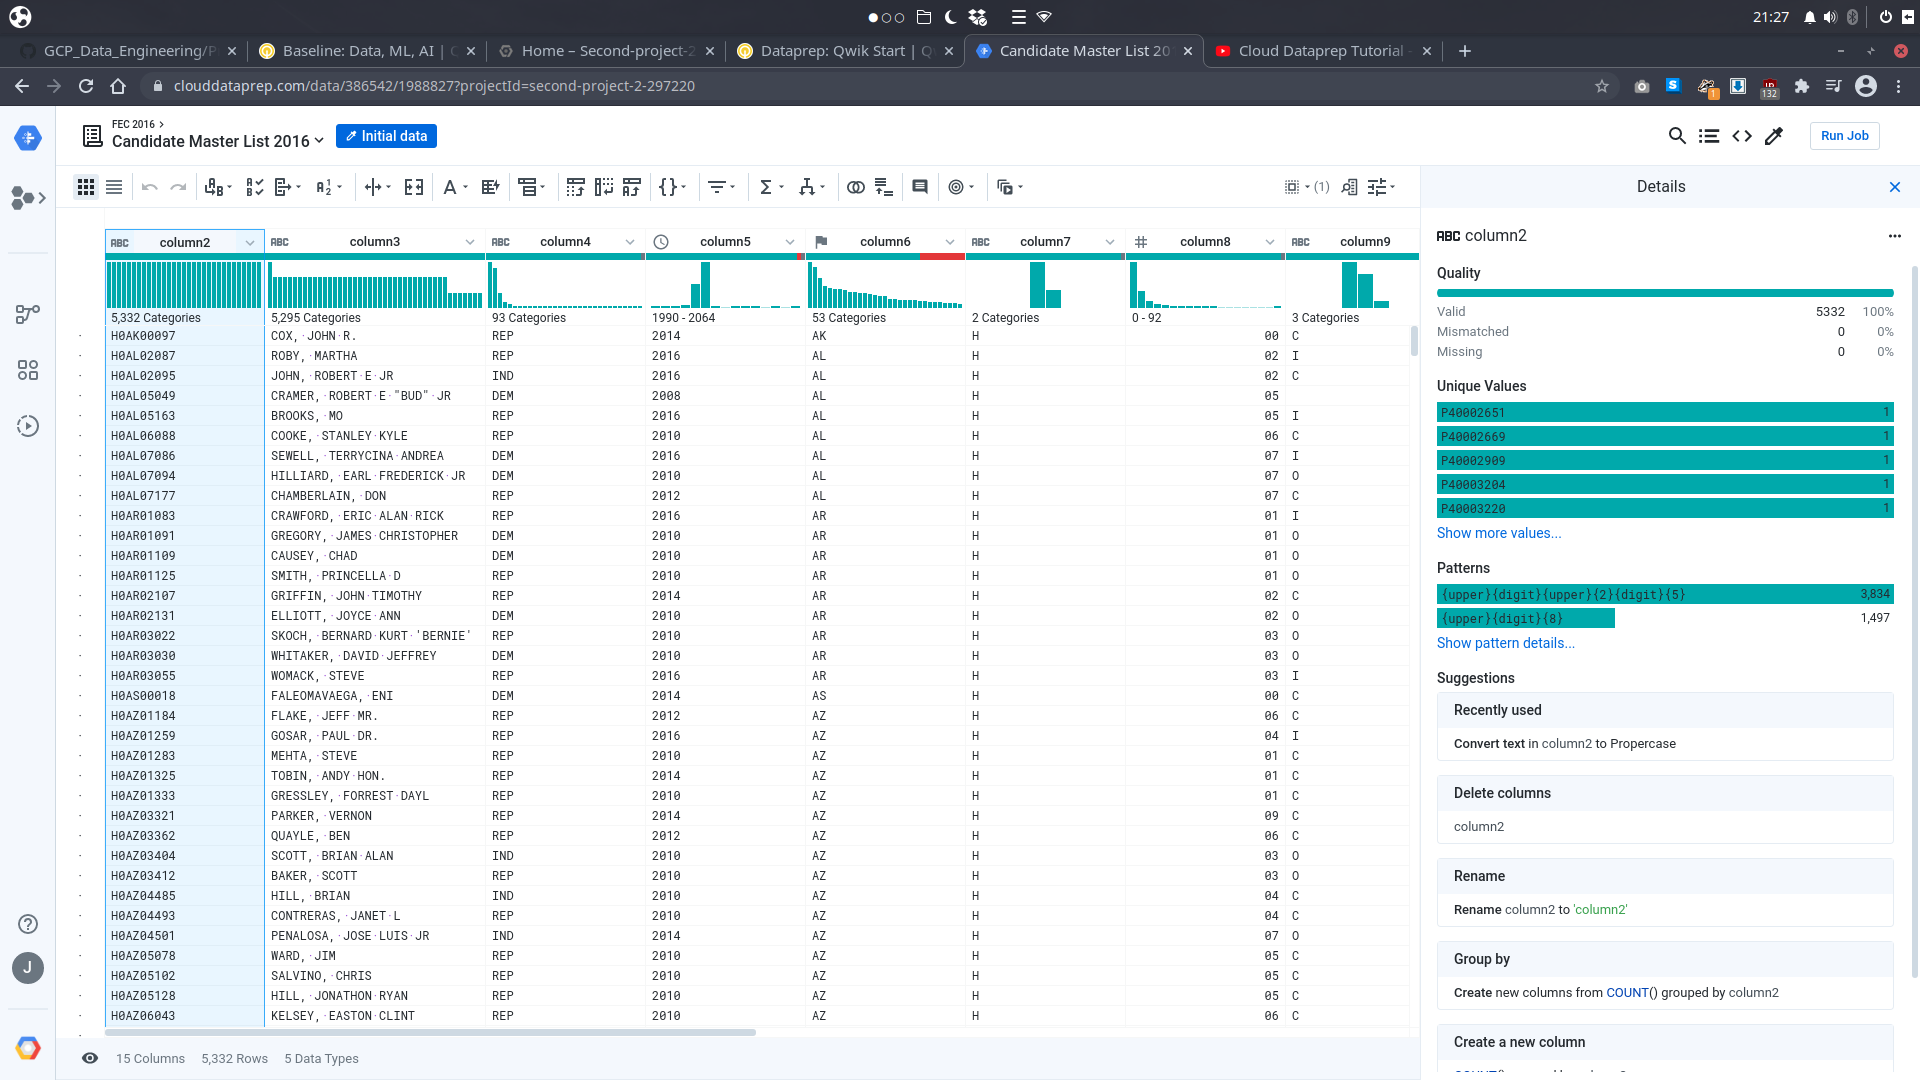 21:27
GCP_Data_Engineering/P
Baseline: Data, ML, AI | 
Home – Second-project-2
Dataprep: Qwik Start | Q
Candidate Master List 20
Cloud Dataprep Tutorial -
clouddataprep.com/data/386542/1988827?projectId=second-project-2-297220
1
132
FEC 2016
Candidate Master List 2016
Initial data
Run Job
(1)
Details
ABC column2 ABC column3 ABC column4 column5 column6 ABC column7 # column8 ABC column9
5,332 Categories 5,295 Categories 93 Categories 1990 - 2064 53 Categories 2 Categories 0 - 92 3 Categories
H0AK00097 COX,·JOHN·R. REP 2014 AK H 00 C
H0AL02087 ROBY,·MARTHA REP 2016 AL H 02 I
H0AL02095 JOHN,·ROBERT·E·JR IND 2016 AL H 02 C
H0AL05049 CRAMER,·ROBERT·E·"BUD"·JR DEM 2008 AL H 05
H0AL05163 BROOKS,·MO REP 2016 AL H 05 I
H0AL06088 COOKE,·STANLEY·KYLE REP 2010 AL H 06 C
H0AL07086 SEWELL,·TERRYCINA·ANDREA DEM 2016 AL H 07 I
H0AL07094 HILLIARD,·EARL·FREDERICK·JR DEM 2010 AL H 07 O
H0AL07177 CHAMBERLAIN,·DON REP 2012 AL H 07 C
H0AR01083 CRAWFORD,·ERIC·ALAN·RICK REP 2016 AR H 01 I
H0AR01091 GREGORY,·JAMES·CHRISTOPHER DEM 2010 AR H 01 O
H0AR01109 CAUSEY,·CHAD DEM 2010 AR H 01 O
H0AR01125 SMITH,·PRINCELLA·D REP 2010 AR H 01 O
H0AR02107 GRIFFIN,·JOHN·TIMOTHY REP 2014 AR H 02 C
H0AR02131 ELLIOTT,·JOYCE·ANN DEM 2010 AR H 02 O
H0AR03022 SKOCH,·BERNARD·KURT·'BERNIE' REP 2010 AR H 03 O
H0AR03030 WHITAKER,·DAVID·JEFFREY DEM 2010 AR H 03 O
H0AR03055 WOMACK,·STEVE REP 2016 AR H 03 I
H0AS00018 FALEOMAVAEGA,·ENI DEM 2014 AS H 00 C
H0AZ01184 FLAKE,·JEFF·MR. REP 2012 AZ H 06 C
H0AZ01259 GOSAR,·PAUL·DR. REP 2016 AZ H 04 I
H0AZ01283 MEHTA,·STEVE REP 2010 AZ H 01 C
H0AZ01325 TOBIN,·ANDY·HON. REP 2014 AZ H 01 C
H0AZ01333 GRESSLEY,·FORREST·DAYL REP 2010 AZ H 01 C
H0AZ03321 PARKER,·VERNON REP 2014 AZ H 09 C
H0AZ03362 QUAYLE,·BEN REP 2012 AZ H 06 C
H0AZ03404 SCOTT,·BRIAN·ALAN IND 2010 AZ H 03 O
H0AZ03412 BAKER,·SCOTT REP 2010 AZ H 03 O
H0AZ04485 HILL,·BRIAN IND 2010 AZ H 04 C
H0AZ04493 CONTRERAS,·JANET·L REP 2010 AZ H 04 C
H0AZ04501 PENALOSA,·JOSE·LUIS·JR IND 2014 AZ H 07 O
H0AZ05078 WARD,·JIM REP 2010 AZ H 05 C
H0AZ05102 SALVINO,·CHRIS REP 2010 AZ H 05 C
H0AZ05128 HILL,·JONATHON·RYAN REP 2010 AZ H 05 C
H0AZ06043 KELSEY,·EASTON·CLINT REP 2010 AZ H 06 C
J
15 Columns 5,332 Rows 5 Data Types
ABC column2
Quality
Valid 5332 100%
Mismatched 0 0%
Missing 0 0%
Unique Values
P40002651 1
P40002669 1
P40002909 1
P40003204 1
P40003220 1
Show more values...
Patterns
{upper}{digit}{upper}{2}{digit}{5} 3,834
{upper}{digit}{8} 1,497
Show pattern details...
Suggestions
Recently used
Convert text in column2 to Propercase
Delete columns
column2
Rename
Rename column2 to 'column2'
Group by
Create new columns from COUNT() grouped by column2
Create a new column